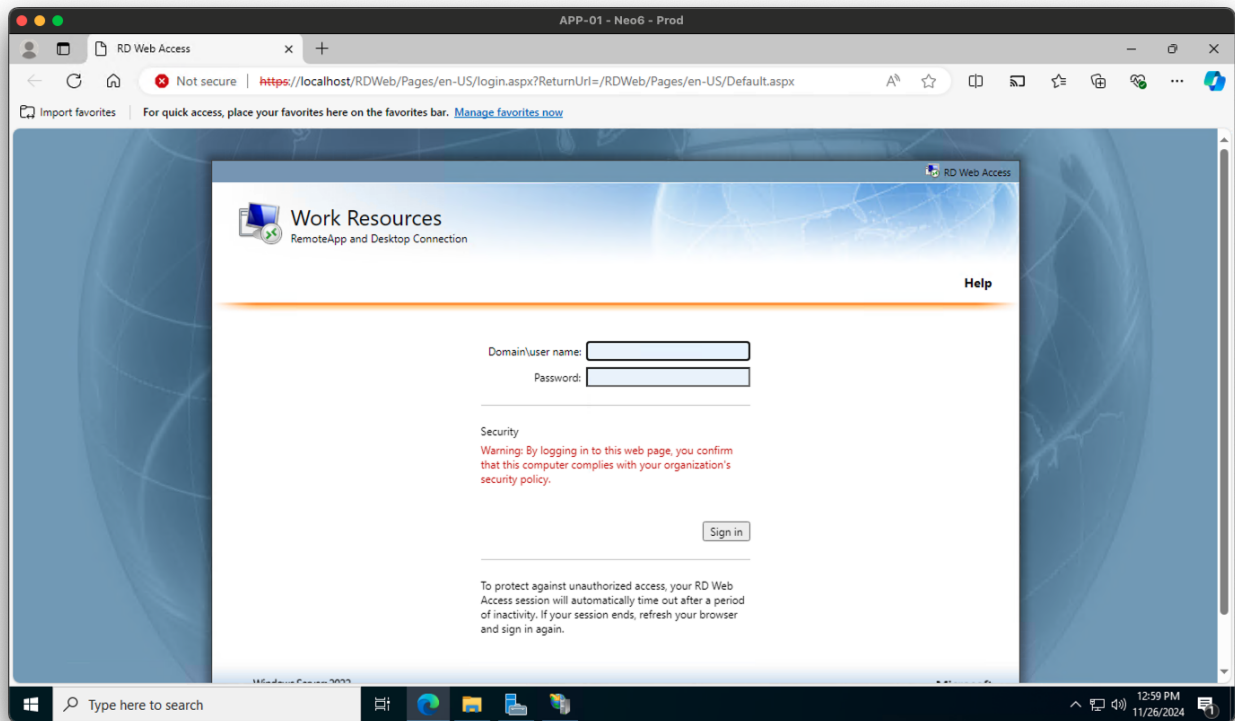 APP-01 - Neo6 - Prod
RD Web Access
Not secure
https://localhost/RDWeb/Pages/en-US/login.aspx?ReturnUrl=/RDWeb/Pages/en-US/Default.aspx
Import favorites
For quick access, place your favorites here on the favorites bar. Manage favorites now
RD Web Access
Work Resources
RemoteApp and Desktop Connection
Help
Domain\user name:
Password:
Security
Warning: By logging in to this web page, you confirm
that this computer complies with your organization's
security policy.
Sign in
To protect against unauthorized access, your RD Web
Access session will automatically time out after a period
of inactivity. If your session ends, refresh your browser
and sign in again.
Windows Server 2022
Microsoft
Type here to search
12:59 PM
11/26/2024
1